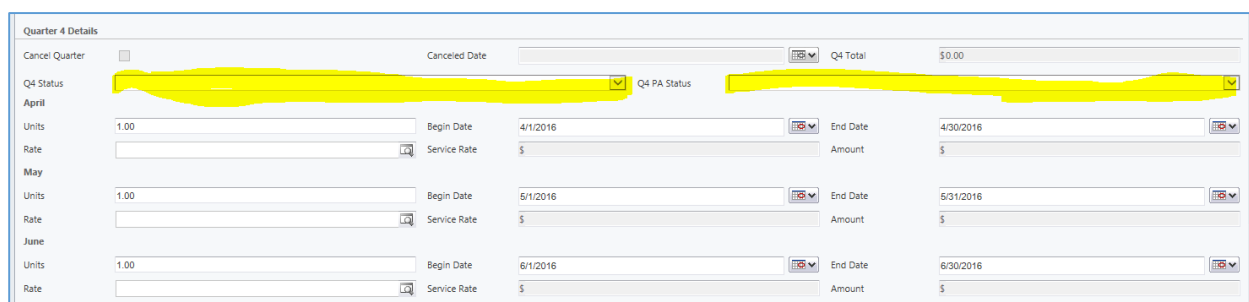 Quarter 4 Details
Cancel Quarter Canceled Date Q4 Total $0.00
Q4 Status Q4 PA Status
April
Units 1.00 Begin Date 4/1/2016 End Date 4/30/2016
Rate Service Rate $ Amount $
May
Units 1.00 Begin Date 5/1/2016 End Date 5/31/2016
Rate Service Rate $ Amount $
June
Units 1.00 Begin Date 6/1/2016 End Date 6/30/2016
Rate Service Rate $ Amount $